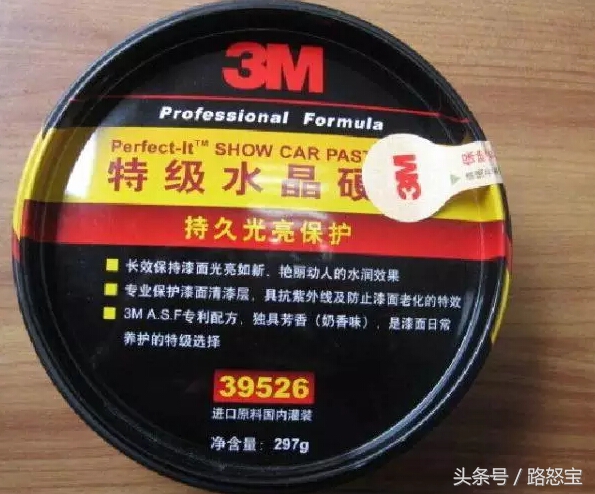 3M
Professional Formula
Perfect-It™ SHOW CAR PAST
特级水晶硬
3M
持久光亮保护
■ 长效保持漆面光亮如新、艳丽动人的水润效果
■ 专业保护漆面清漆层，具抗紫外线及防止漆面老化的特效
■ 3M A.S.F专利配方，独具芳香（奶香味），是漆面日常
养护的特级选择
39526
进口原料国内灌装
净含量：297g
头条号 / 路怒宝